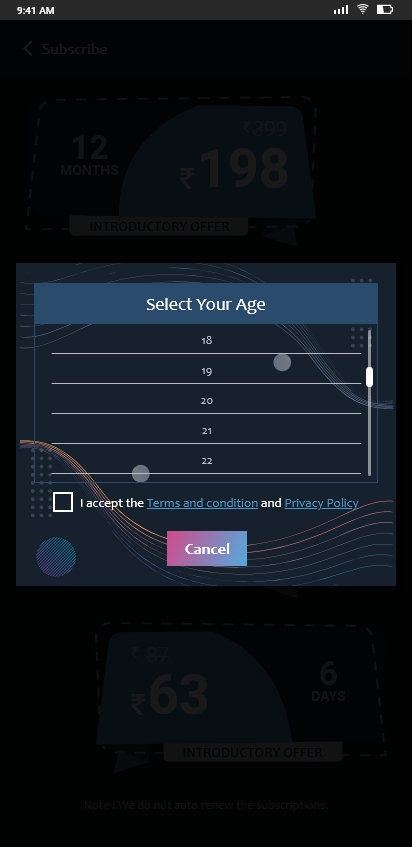 9:41 AM
Subscribe
12
MONTHS
₹399
₹198
INTRODUCTORY OFFER
Select Your Age
18
19
20
21
22
I accept the Terms and condition and Privacy Policy
Cancel
₹ 87
₹63
6
DAYS
INTRODUCTORY OFFER
Note : We do not auto renew the subscriptions.